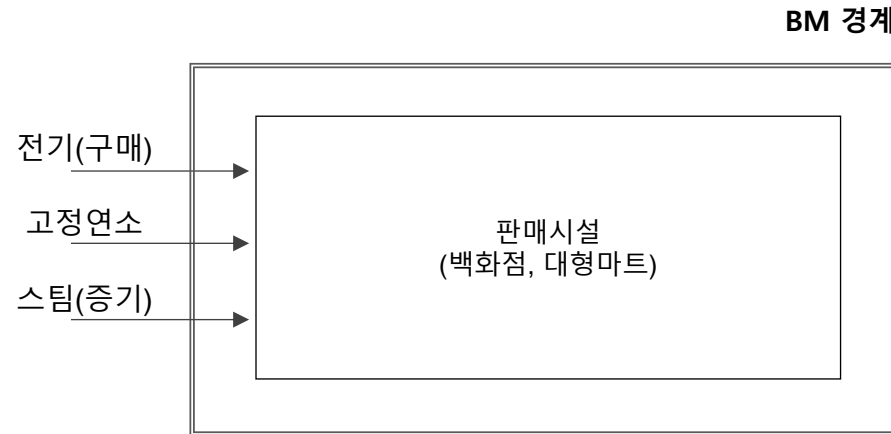 BM 경계
전기(구매)
고정연소
스팀(증기)
판매시설
(백화점, 대형마트)